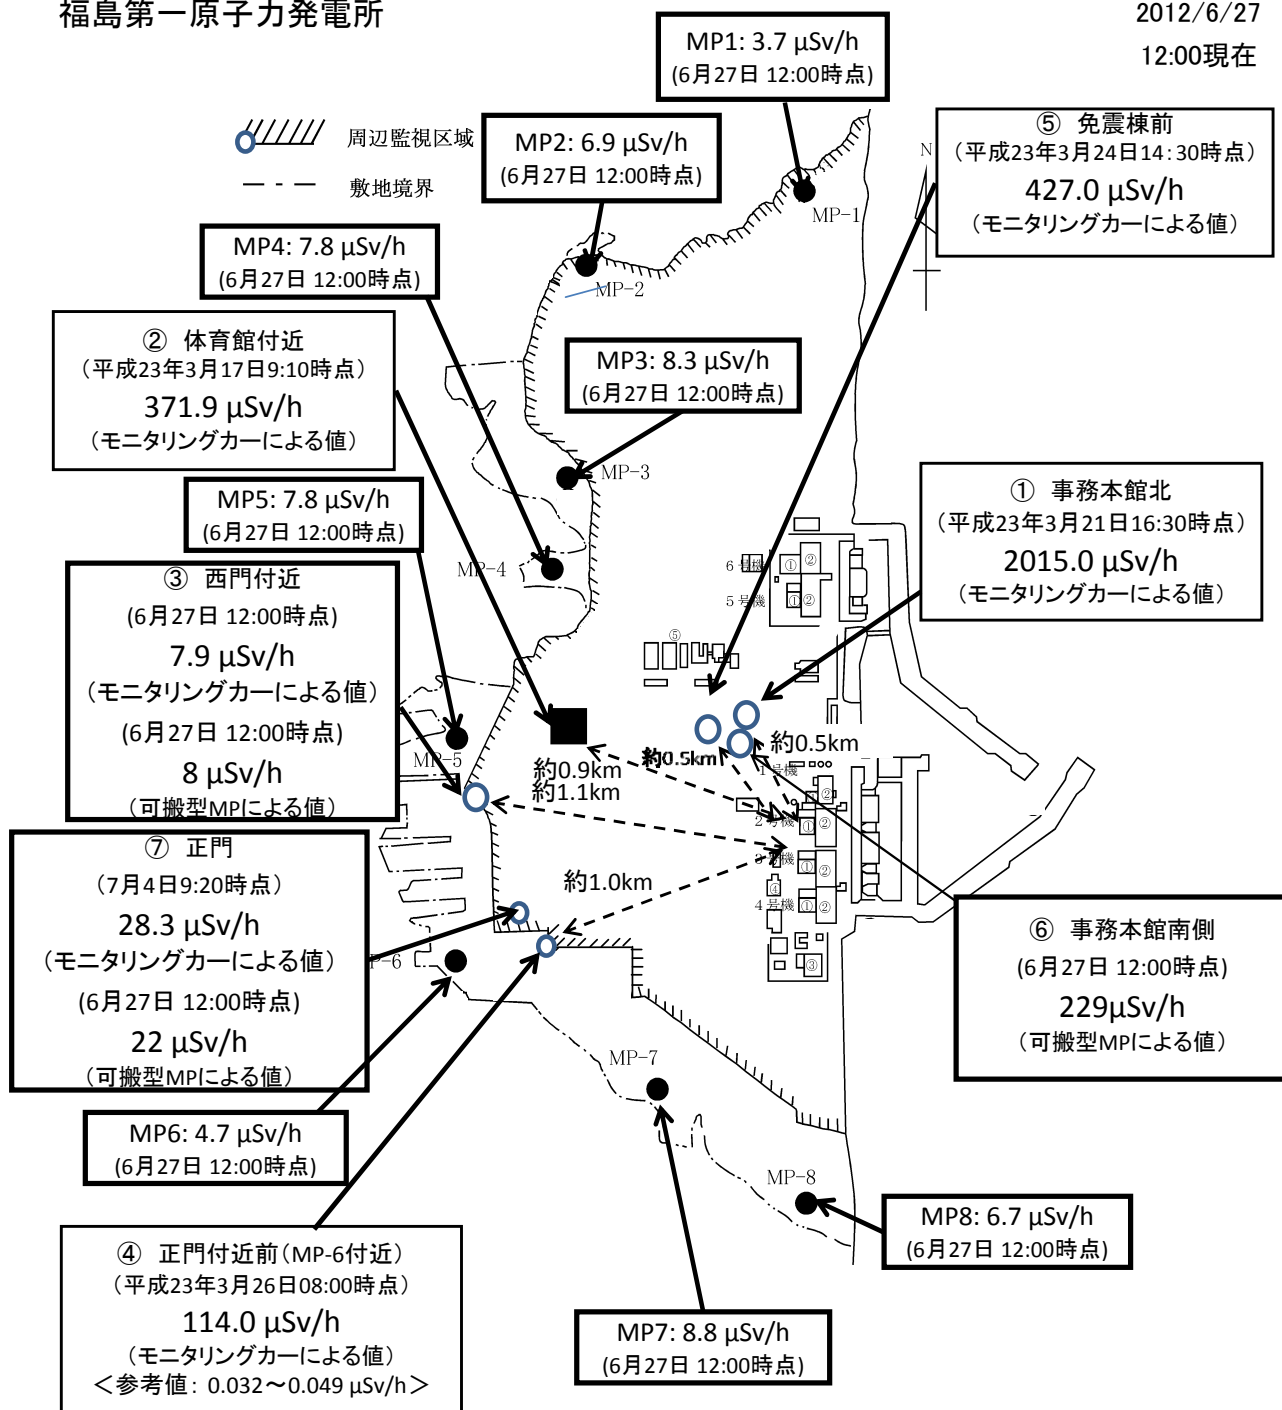 福島第一原子力発電所
2012/6/27
12:00現在
MP1: 3.7 μSv/h
(6月27日 12:00時点)
周辺監視区域
敷地境界
MP2: 6.9 μSv/h
(6月27日 12:00時点)
⑤ 免震棟前
(平成23年3月24日14:30時点)
427.0 μSv/h
(モニタリングカーによる値)
N
MP-1
MP4: 7.8 μSv/h
(6月27日 12:00時点)
MP-2
② 体育館付近
(平成23年3月17日9:10時点)
371.9 μSv/h
(モニタリングカーによる値)
MP3: 8.3 μSv/h
(6月27日 12:00時点)
MP-3
MP5: 7.8 μSv/h
(6月27日 12:00時点)
① 事務本館北
(平成23年3月21日16:30時点)
2015.0 μSv/h
(モニタリングカーによる値)
MP-4
6号機
① ②
5号機
① ②
③ 西門付近
(6月27日 12:00時点)
7.9 μSv/h
(モニタリングカーによる値)
(6月27日 12:00時点)
8 μSv/h
(可搬型MPによる値)
⑤
MP-5
約0.9km
約1.1km
約0.5km
約0.5km
1号機
②
2号機
① ②
3号機
①
②
④
4号機
① ②
③
約1.0km
⑦ 正門
(7月4日9:20時点)
28.3 μSv/h
(モニタリングカーによる値)
(6月27日 12:00時点)
22 μSv/h
(可搬型MPによる値)
P-6
⑥ 事務本館南側
(6月27日 12:00時点)
229μSv/h
(可搬型MPによる値)
MP-7
MP6: 4.7 μSv/h
(6月27日 12:00時点)
MP-8
MP8: 6.7 μSv/h
(6月27日 12:00時点)
④ 正門付近前(MP-6付近)
(平成23年3月26日08:00時点)
114.0 μSv/h
(モニタリングカーによる値)
<参考値: 0.032~0.049 μSv/h>
MP7: 8.8 μSv/h
(6月27日 12:00時点)